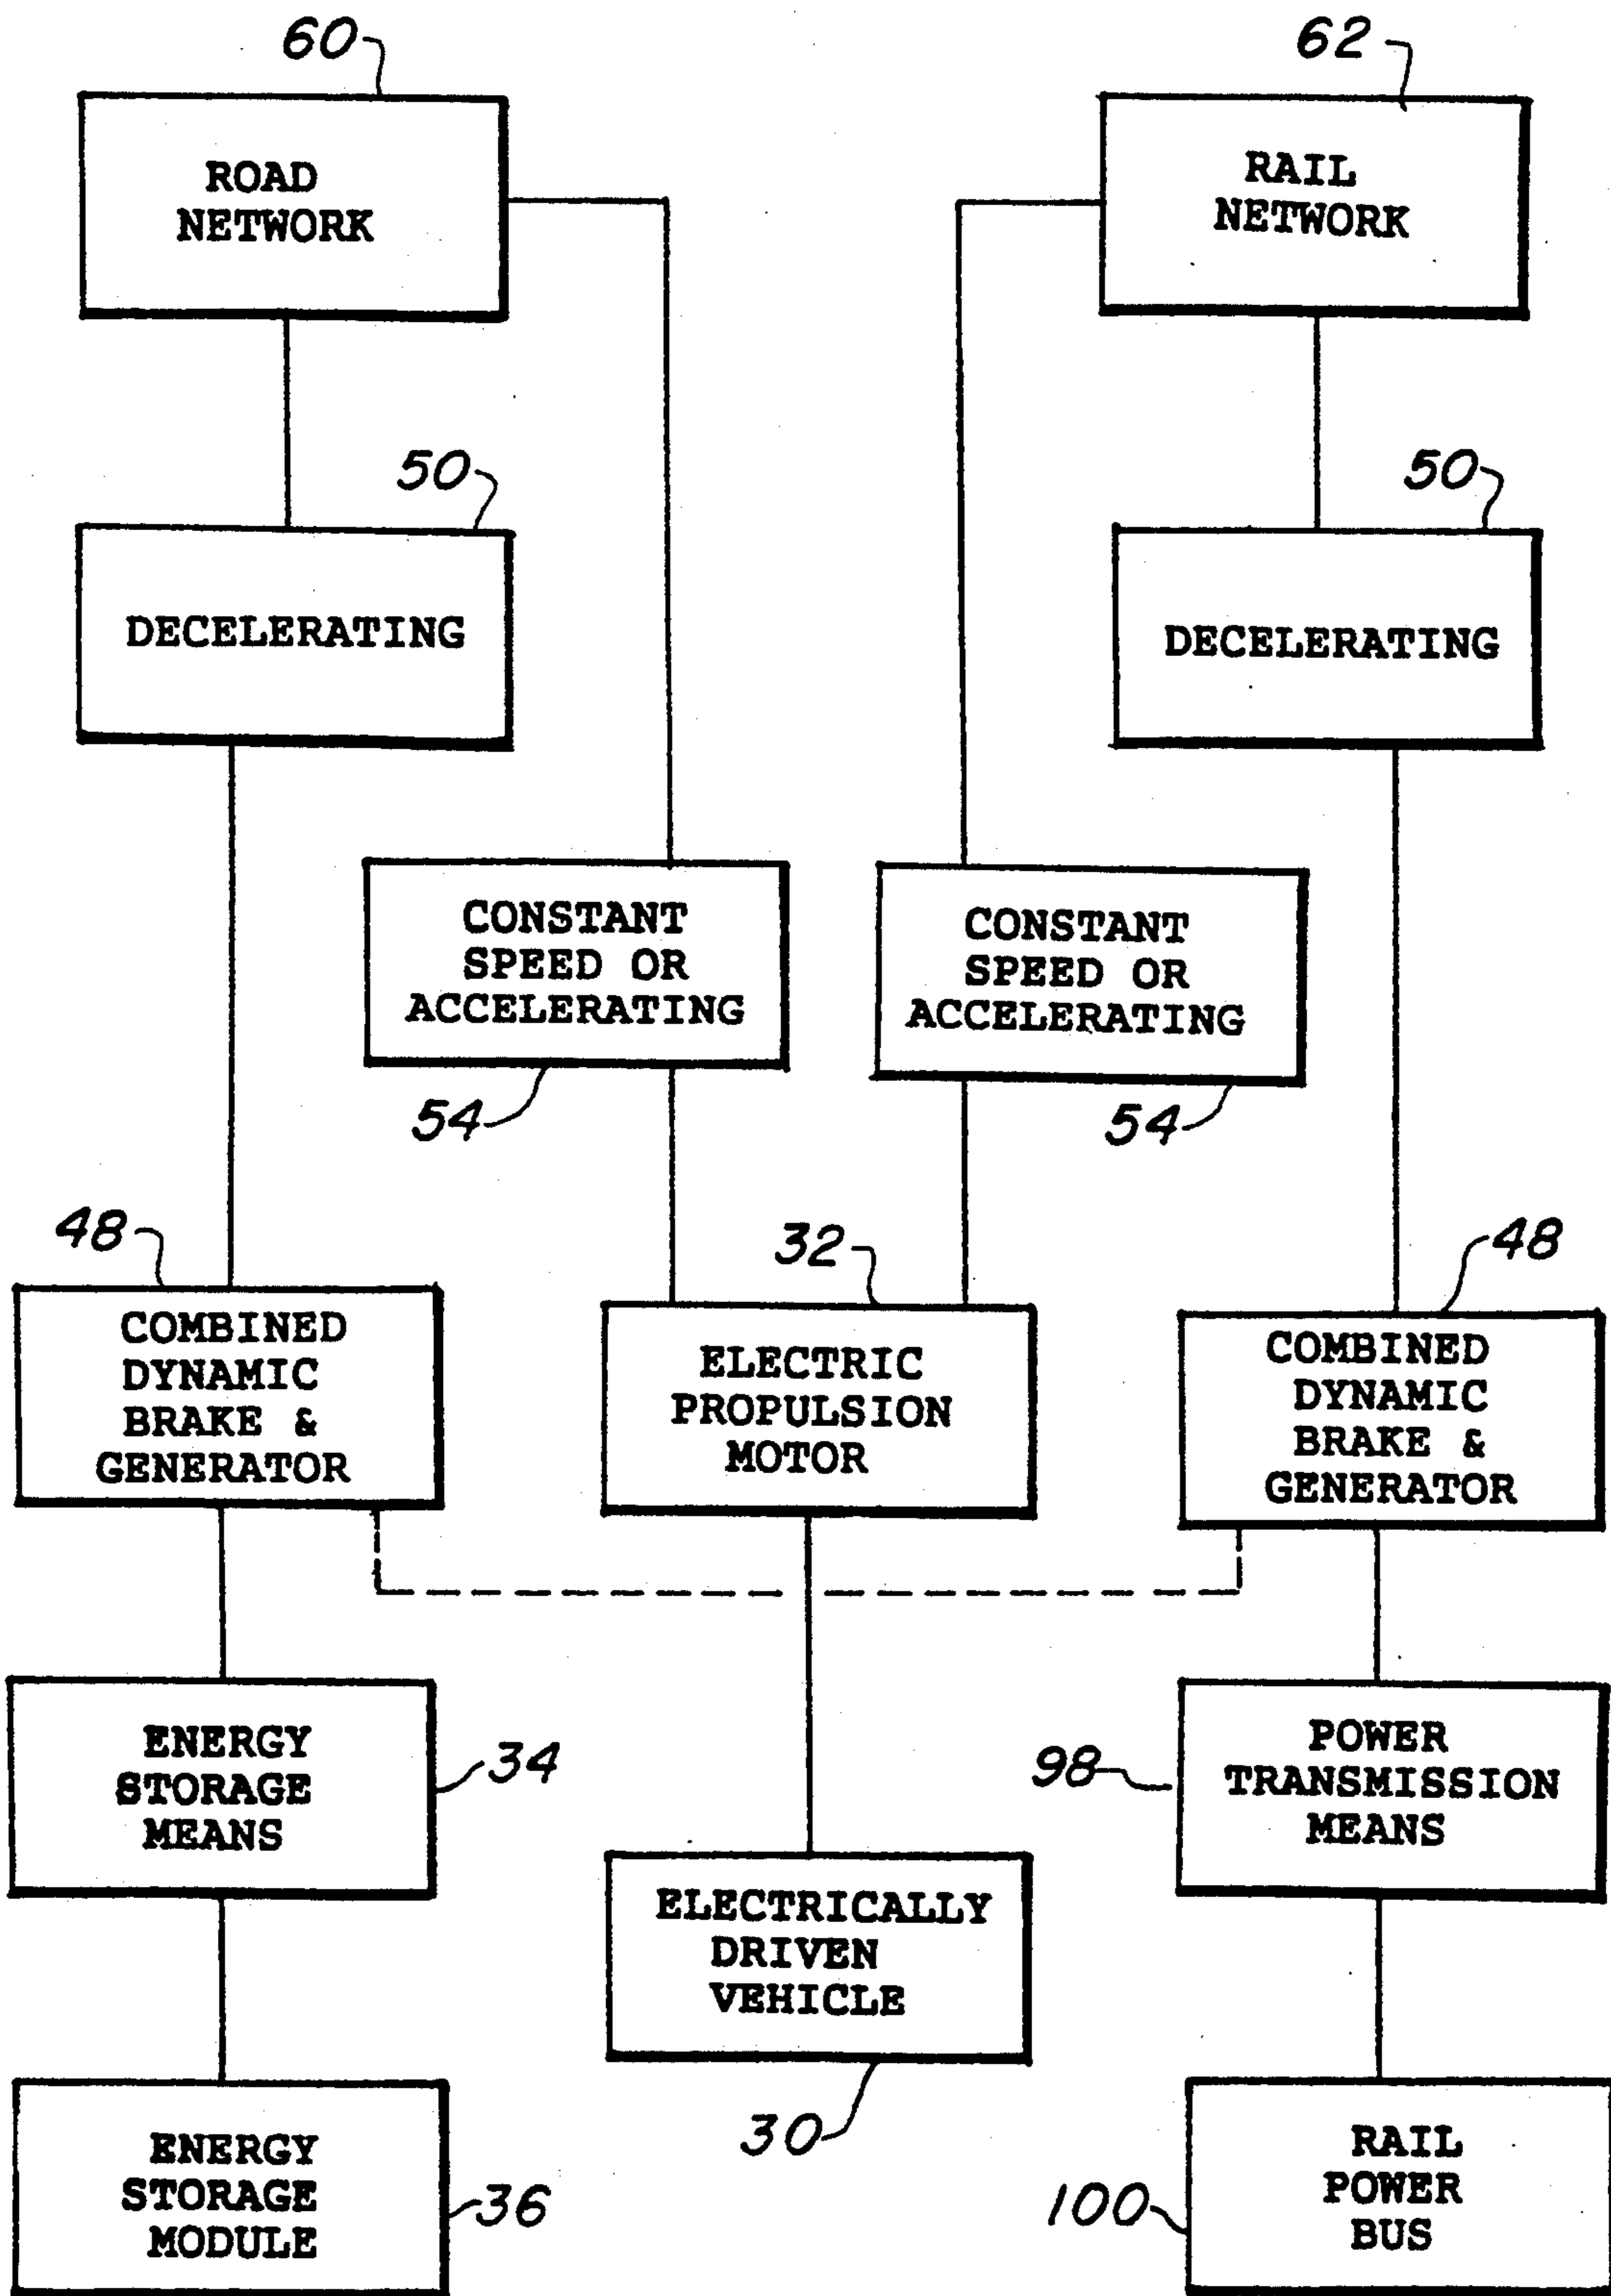 60
62
ROAD
NETWORK
RAIL
NETWORK
50
50
DECELERATING
DECELERATING
CONSTANT
SPEED OR
ACCELERATING
CONSTANT
SPEED OR
ACCELERATING
54
54
48
32
48
COMBINED
DYNAMIC
BRAKE &
GENERATOR
ELECTRIC
PROPULSION
MOTOR
COMBINED
DYNAMIC
BRAKE &
GENERATOR
ENERGY
STORAGE
MEANS
34
98
POWER
TRANSMISSION
MEANS
ELECTRICALLY
DRIVEN
VEHICLE
30
ENERGY
STORAGE
MODULE
36
100
RAIL
POWER
BUS